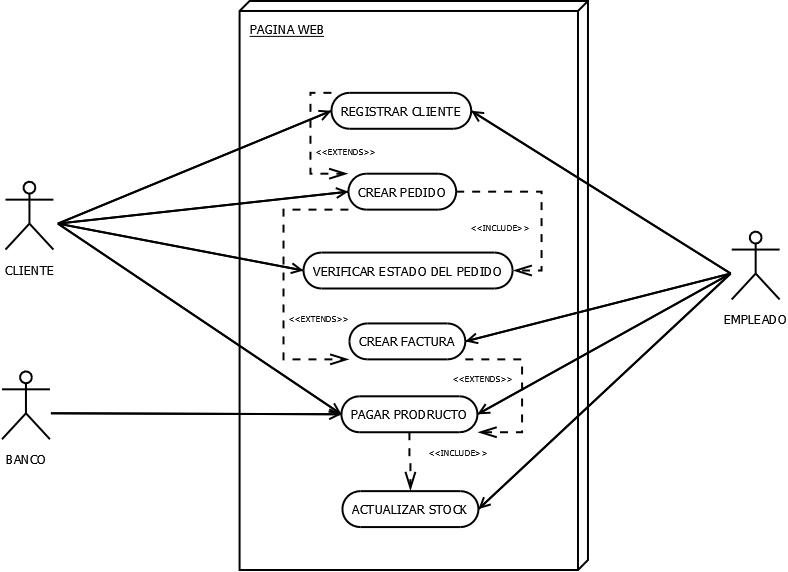 PAGINA WEB
REGISTRAR CLIENTE
<<EXTENDS>>
CREAR PEDIDO
<<INCLUDE>>
CLIENTE
VERIFICAR ESTADO DEL PEDIDO
EMPLEADO
<<EXTENDS>>
CREAR FACTURA
<<EXTENDS>>
PAGAR PRODRUCTO
BANCO
<<INCLUDE>>
ACTUALIZAR STOCK